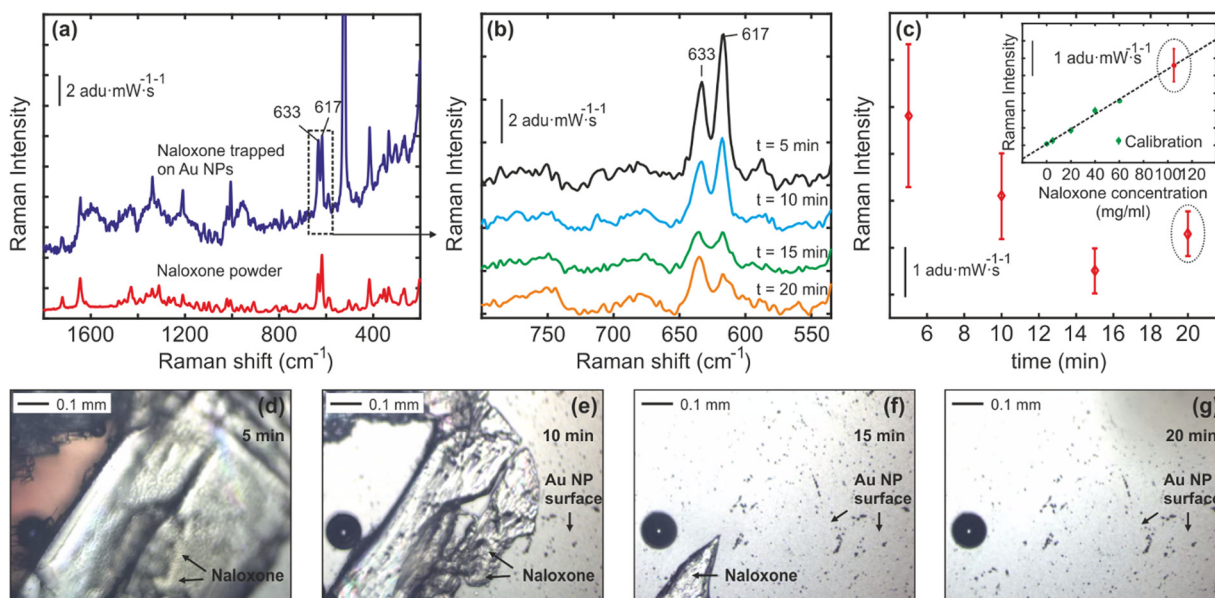 (a)
2 adu·mW·s-1-1
633
617
Naloxone trapped
on Au NPs
Naloxone powder
Raman Intensity
1600
1200
800
400
Raman shift (cm-1)
(b)
2 adu·mW·s-1-1
633
617
t = 5 min
t = 10 min
t = 15 min
t = 20 min
Raman Intensity
750
700
650
600
550
Raman shift (cm-1)
(c)
Raman Intensity
1 adu·mW·s-1-1
Raman Intensity
1 adu·mW·s-1-1
Calibration
0 20 40 60 80 100 120
Naloxone concentration
(mg/ml)
4 6 8 10 12 14 16 18 20
time (min)
0.1 mm
(d)
5 min
Naloxone
0.1 mm
(e)
10 min
Au NP
surface
Naloxone
0.1 mm
(f)
15 min
Au NP
surface
Naloxone
0.1 mm
(g)
20 min
Au NP
surface